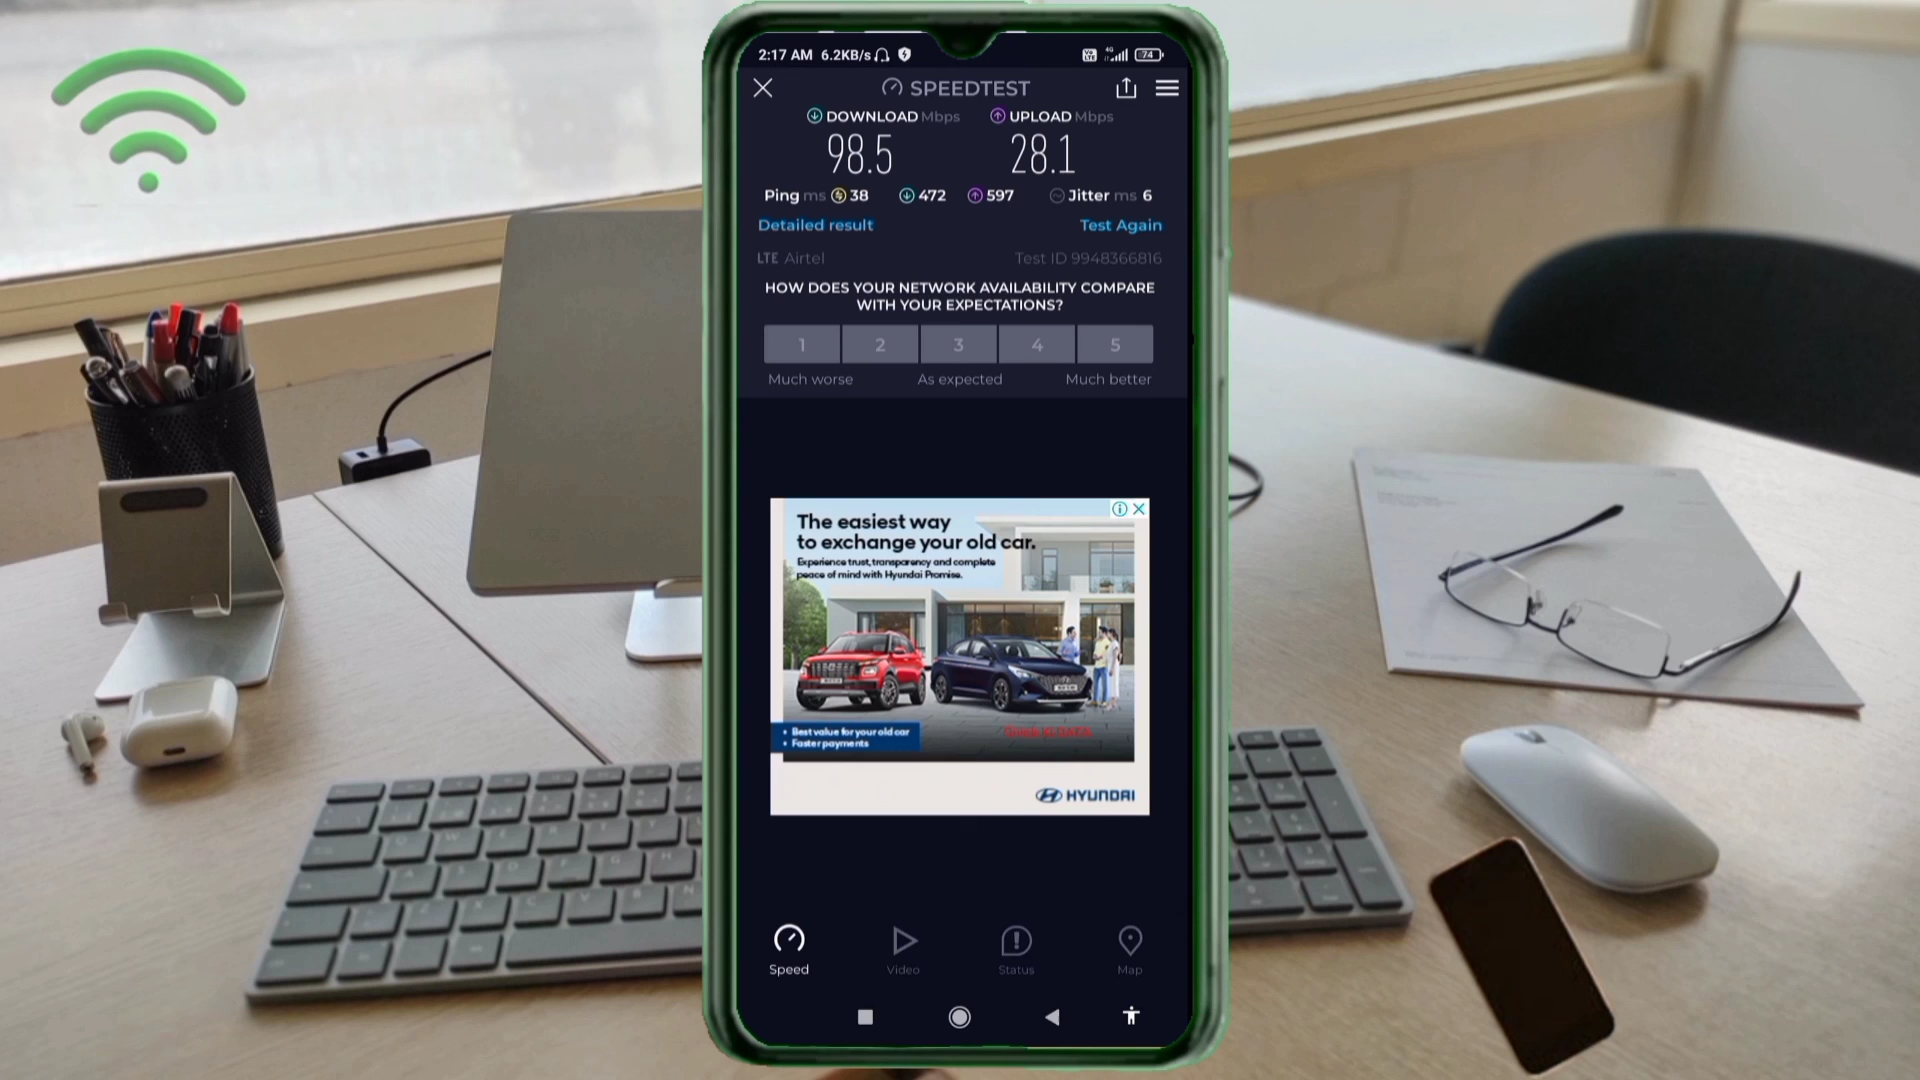 2:17 AM 6.2KB/s
4G
74
SPEEDTEST
DOWNLOAD Mbps
UPLOAD Mbps
98.5
28.1
Ping ms 38 472 597 Jitter ms 6
Detailed result
Test Again
LTE Airtel
Test ID 9948366816
HOW DOES YOUR NETWORK AVAILABILITY COMPARE
WITH YOUR EXPECTATIONS?
1 2 3 4 5
Much worse
As expected
Much better
The easiest way
to exchange your old car.
Experience trust, transparency and complete
peace of mind with Hyundai Promise.
• Best value for your old car
• Faster payments
HYUNDAI
Speed
Video
Status
Map